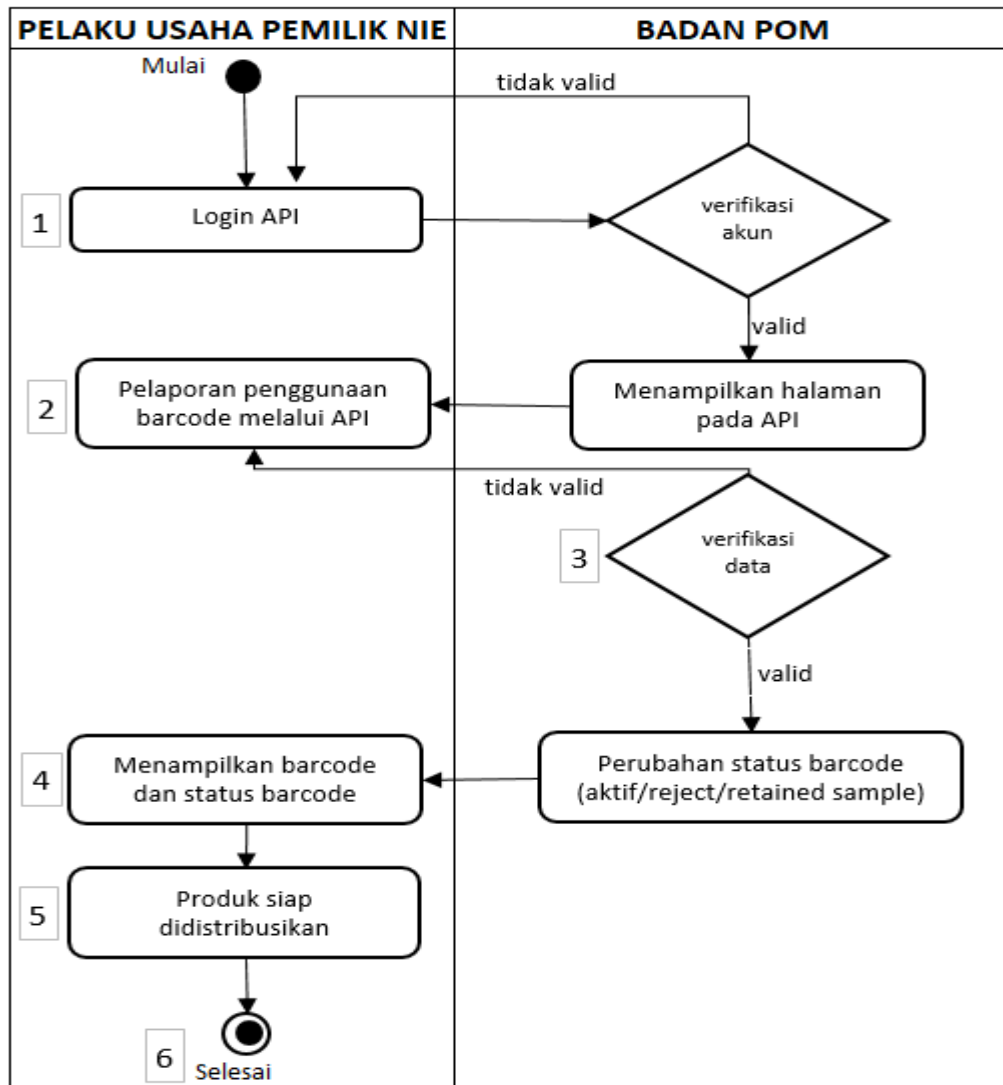 PELAKU USAHA PEMILIK NIE
BADAN POM
Mulai
tidak valid
1
Login API
verifikasi
akun
valid
2
Pelaporan penggunaan
barcode melalui API
Menampilkan halaman
pada API
tidak valid
3
verifikasi
data
valid
4
Menampilkan barcode
dan status barcode
Perubahan status barcode
(aktif/reject/retained sample)
5
Produk siap
didistribusikan
6
Selesai